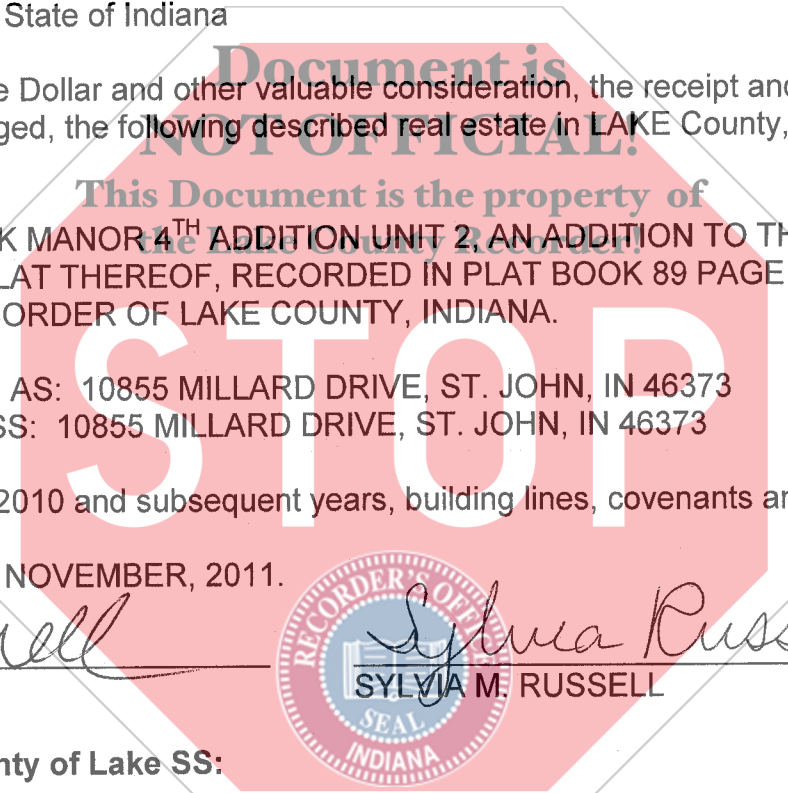 State of Indiana
Document is
e Dollar and other valuable consideration, the receipt and
ged, the following described real estate in LAKE County,
NOT OFFICIAL!
This Document is the property of
K MANOR 4TH ADDITION UNIT 2, AN ADDITION TO TH
the Lake County Recorder!
LAT THEREOF, RECORDED IN PLAT BOOK 89 PAGE
ORDER OF LAKE COUNTY, INDIANA.
STOP
AS: 10855 MILLARD DRIVE, ST. JOHN, IN 46373
SS: 10855 MILLARD DRIVE, ST. JOHN, IN 46373
2010 and subsequent years, building lines, covenants an
NOVEMBER, 2011.
RECORDER'S OFFICE
ell Sylvia Russ
SYLVIA M. RUSSELL
SEAL
INDIANA
nty of Lake SS: